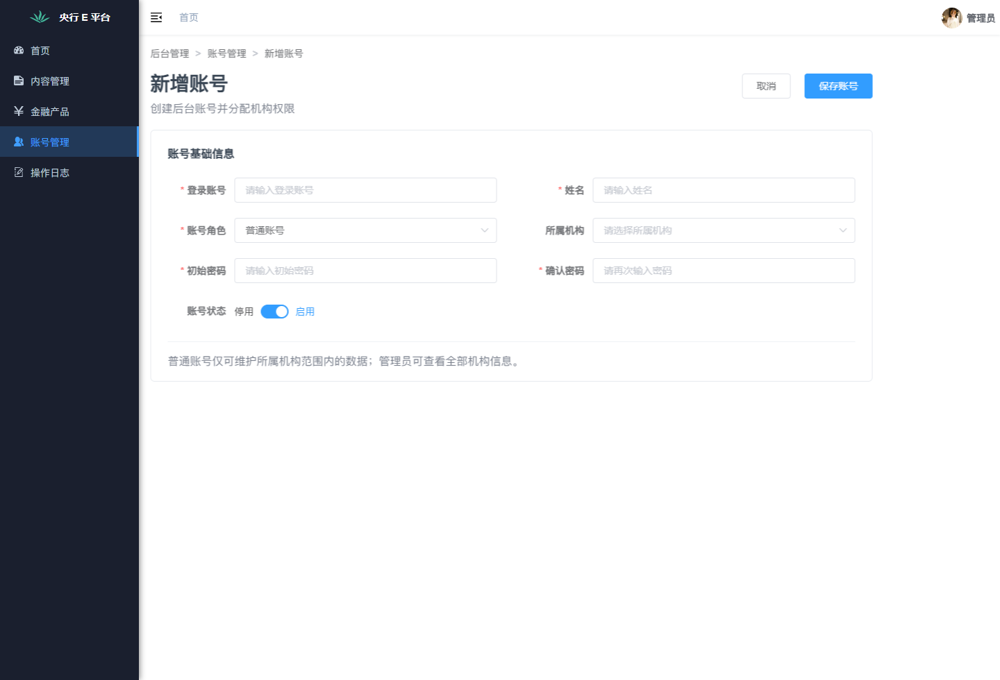 央行 E 平台
首页
内容管理
金融产品
账号管理
操作日志
首页
管理员
后台管理 > 账号管理 > 新增账号
新增账号
取消
保存账号
创建后台账号并分配机构权限
账号基础信息
* 登录账号 请输入登录账号
* 姓名 请输入姓名
* 账号角色 普通账号
所属机构 请选择所属机构
* 初始密码 请输入初始密码
* 确认密码 请再次输入密码
账号状态 停用 启用
普通账号仅可维护所属机构范围内的数据；管理员可查看全部机构信息。